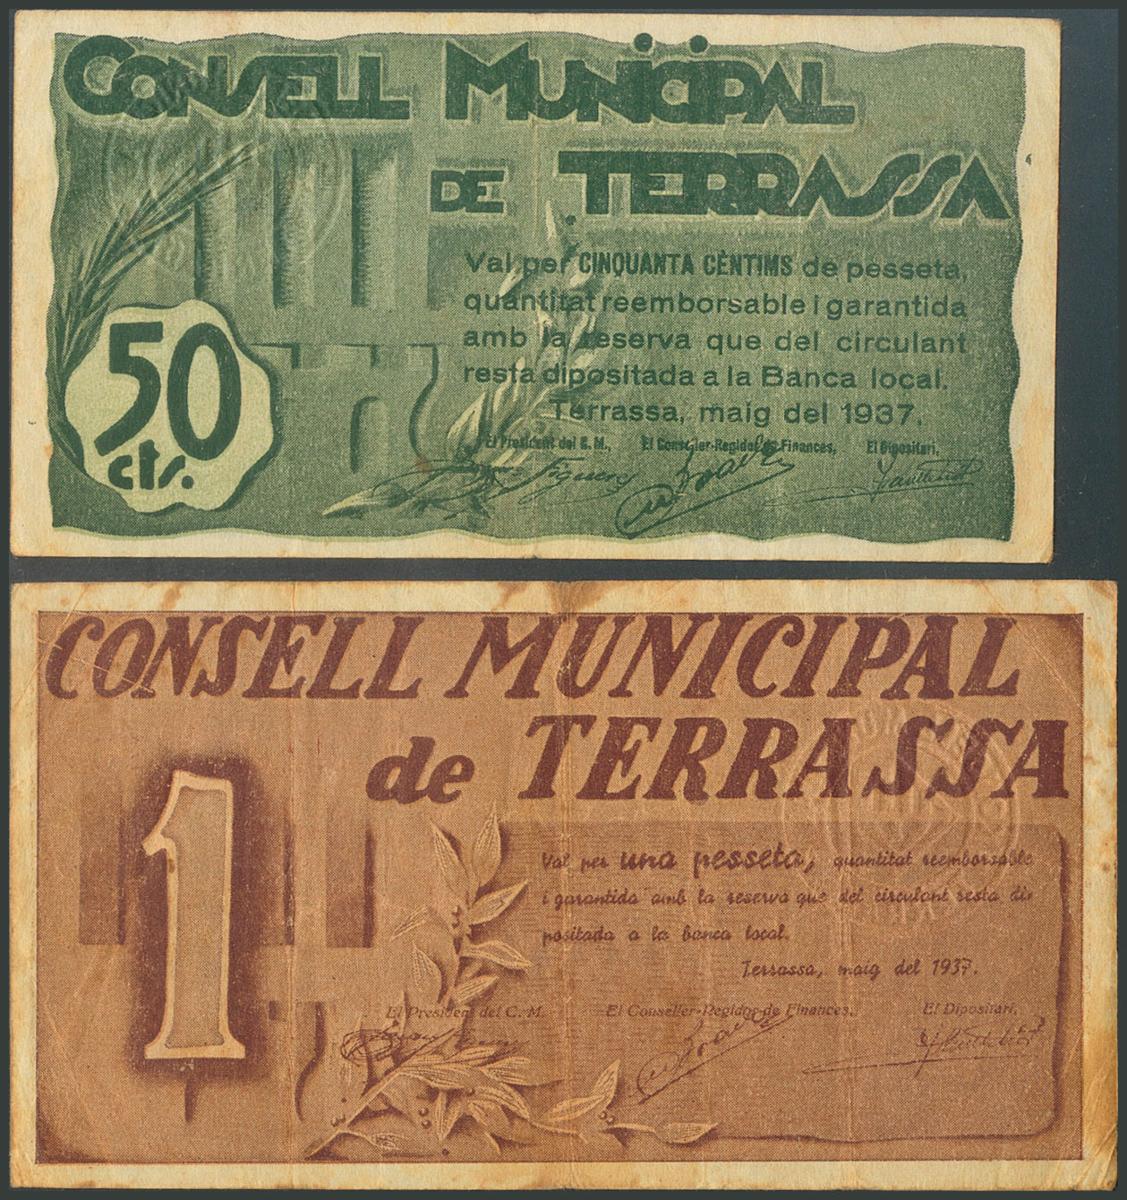 CONSELL MUNICIPAL
DE TERRASSA
Val per CINQUANTA CÈNTIMS de pesseta,
quantitat reemborsable i garantida
amb la reserva que del circulant
resta dipositada a la Banca local.
Terrassa, maig del 1937.
50
cts.
El President del C. M., El Conseller-Regidor de Finances, El Dipositari,
CONSELL MUNICIPAL
de TERRASSA
1
Val per una pesseta, quantitat reemborsable
i garantida amb la reserva que del circulant resta di-
positada a la banca local.
Terrassa, maig del 1937.
El President del C. M. El Conseller-Regidor de Finances, El Dipositari,